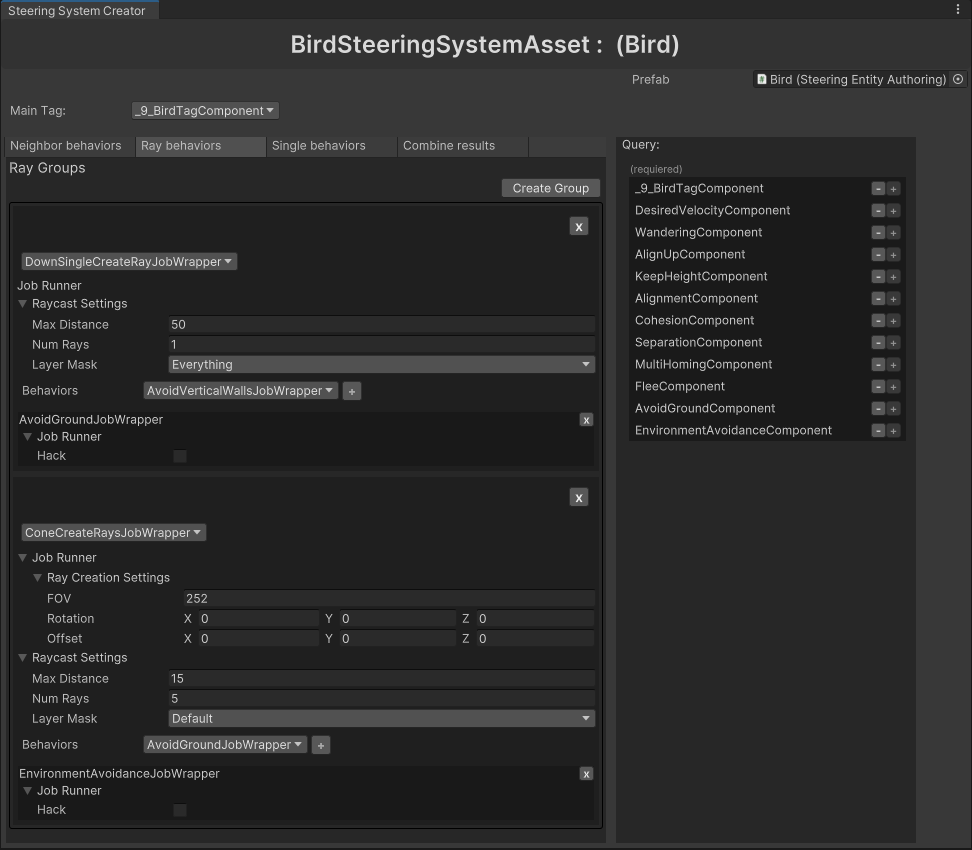 Steering System Creator
BirdSteeringSystemAsset : (Bird)
Prefab
Bird (Steering Entity Authoring)
Main Tag:
_9_BirdTagComponent
Neighbor behaviors
Ray behaviors
Single behaviors
Combine results
Ray Groups
Create Group
x
DownSingleCreateRayJobWrapper
Job Runner
Raycast Settings
Max Distance 50
Num Rays 1
Layer Mask Everything
Behaviors AvoidVerticalWallsJobWrapper +
AvoidGroundJobWrapper x
Job Runner
Hack
x
ConeCreateRaysJobWrapper
Job Runner
Ray Creation Settings
FOV 252
Rotation X 0 Y 0 Z 0
Offset X 0 Y 0 Z 0
Raycast Settings
Max Distance 15
Num Rays 5
Layer Mask Default
Behaviors AvoidGroundJobWrapper +
EnvironmentAvoidanceJobWrapper x
Job Runner
Hack
Query:
(requiered)
_9_BirdTagComponent - +
DesiredVelocityComponent - +
WanderingComponent - +
AlignUpComponent - +
KeepHeightComponent - +
AlignmentComponent - +
CohesionComponent - +
SeparationComponent - +
MultiHomingComponent - +
FleeComponent - +
AvoidGroundComponent - +
EnvironmentAvoidanceComponent - +